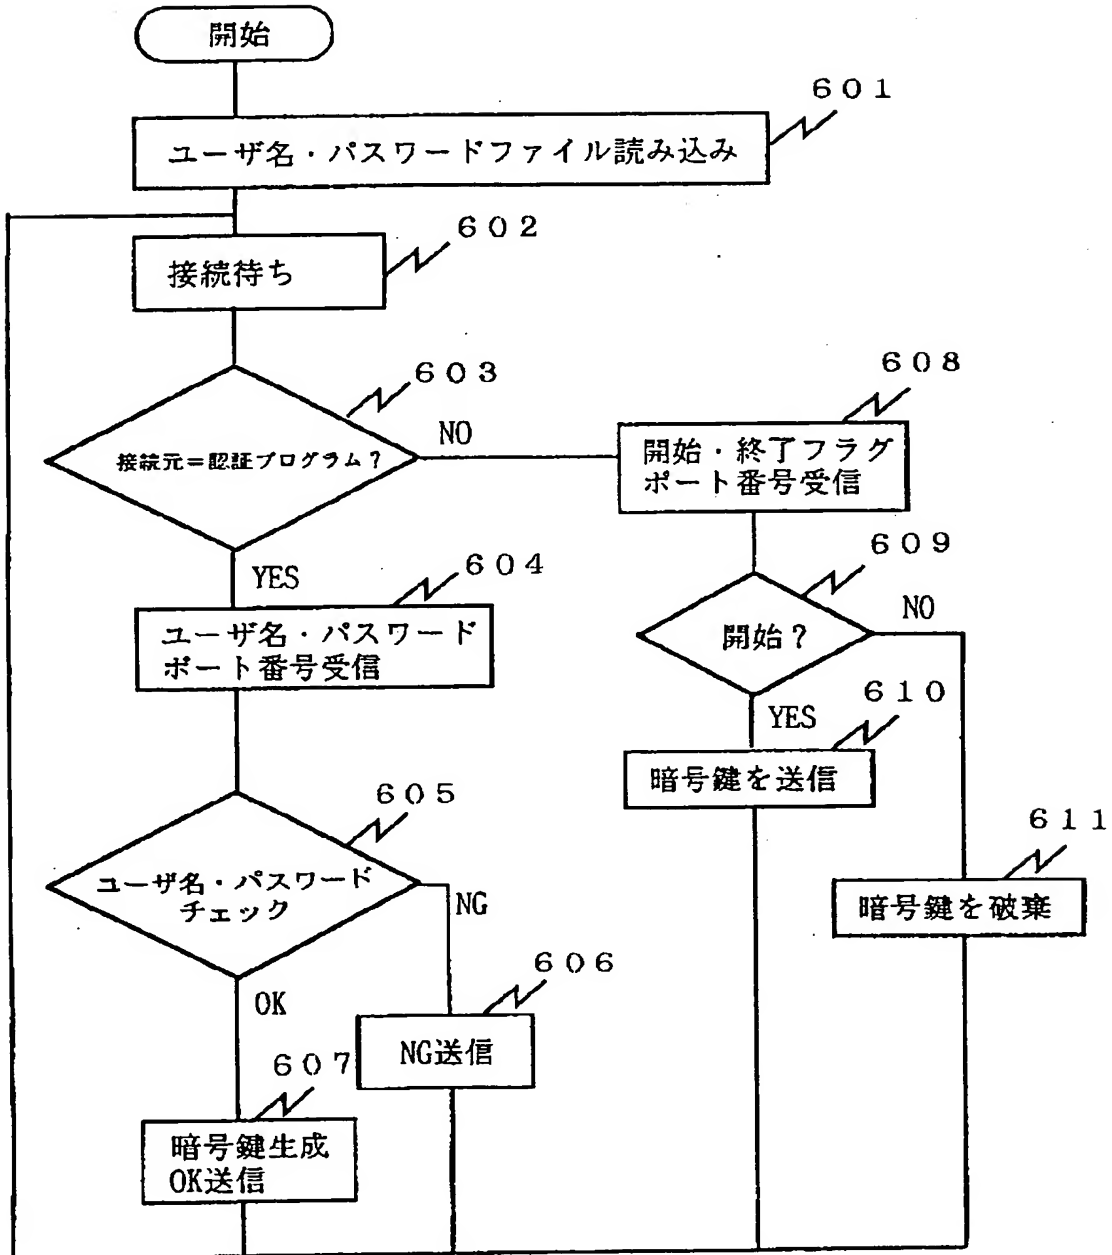 開始
601
ユーザ名・パスワードファイル読み込み
602
接続待ち
603
接続元=認証プログラム?
NO
608
開始・終了フラグ
ポート番号受信
YES
604
ユーザ名・パスワード
ポート番号受信
609
開始?
NO
YES
610
暗号鍵を送信
605
ユーザ名・パスワード
チェック
NG
611
暗号鍵を破棄
OK
606
NG送信
607
暗号鍵生成
OK送信